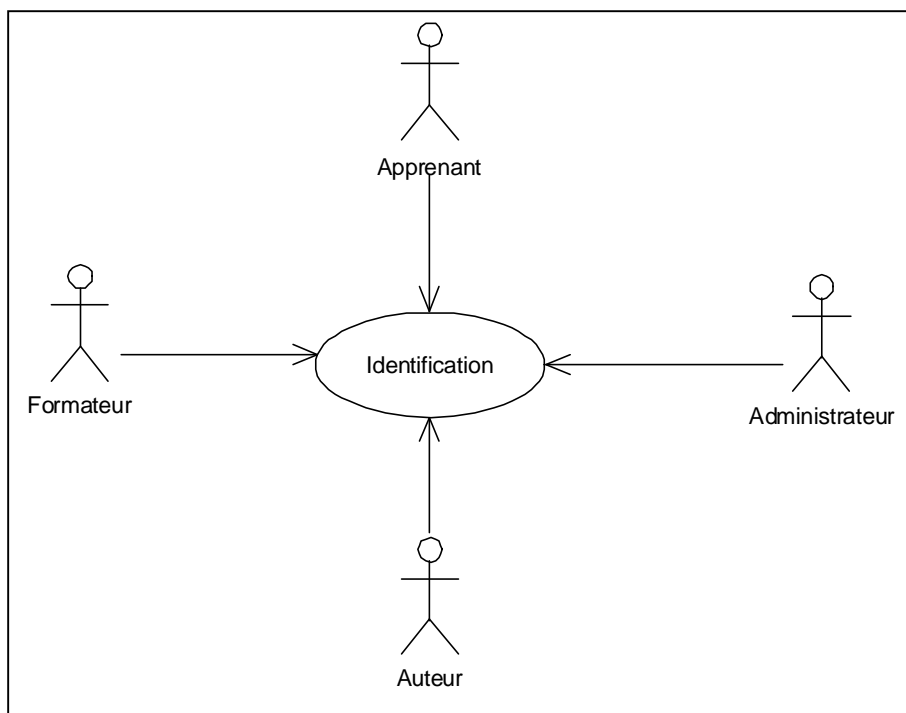 Apprenant
Identification
Formateur
Administrateur
Auteur